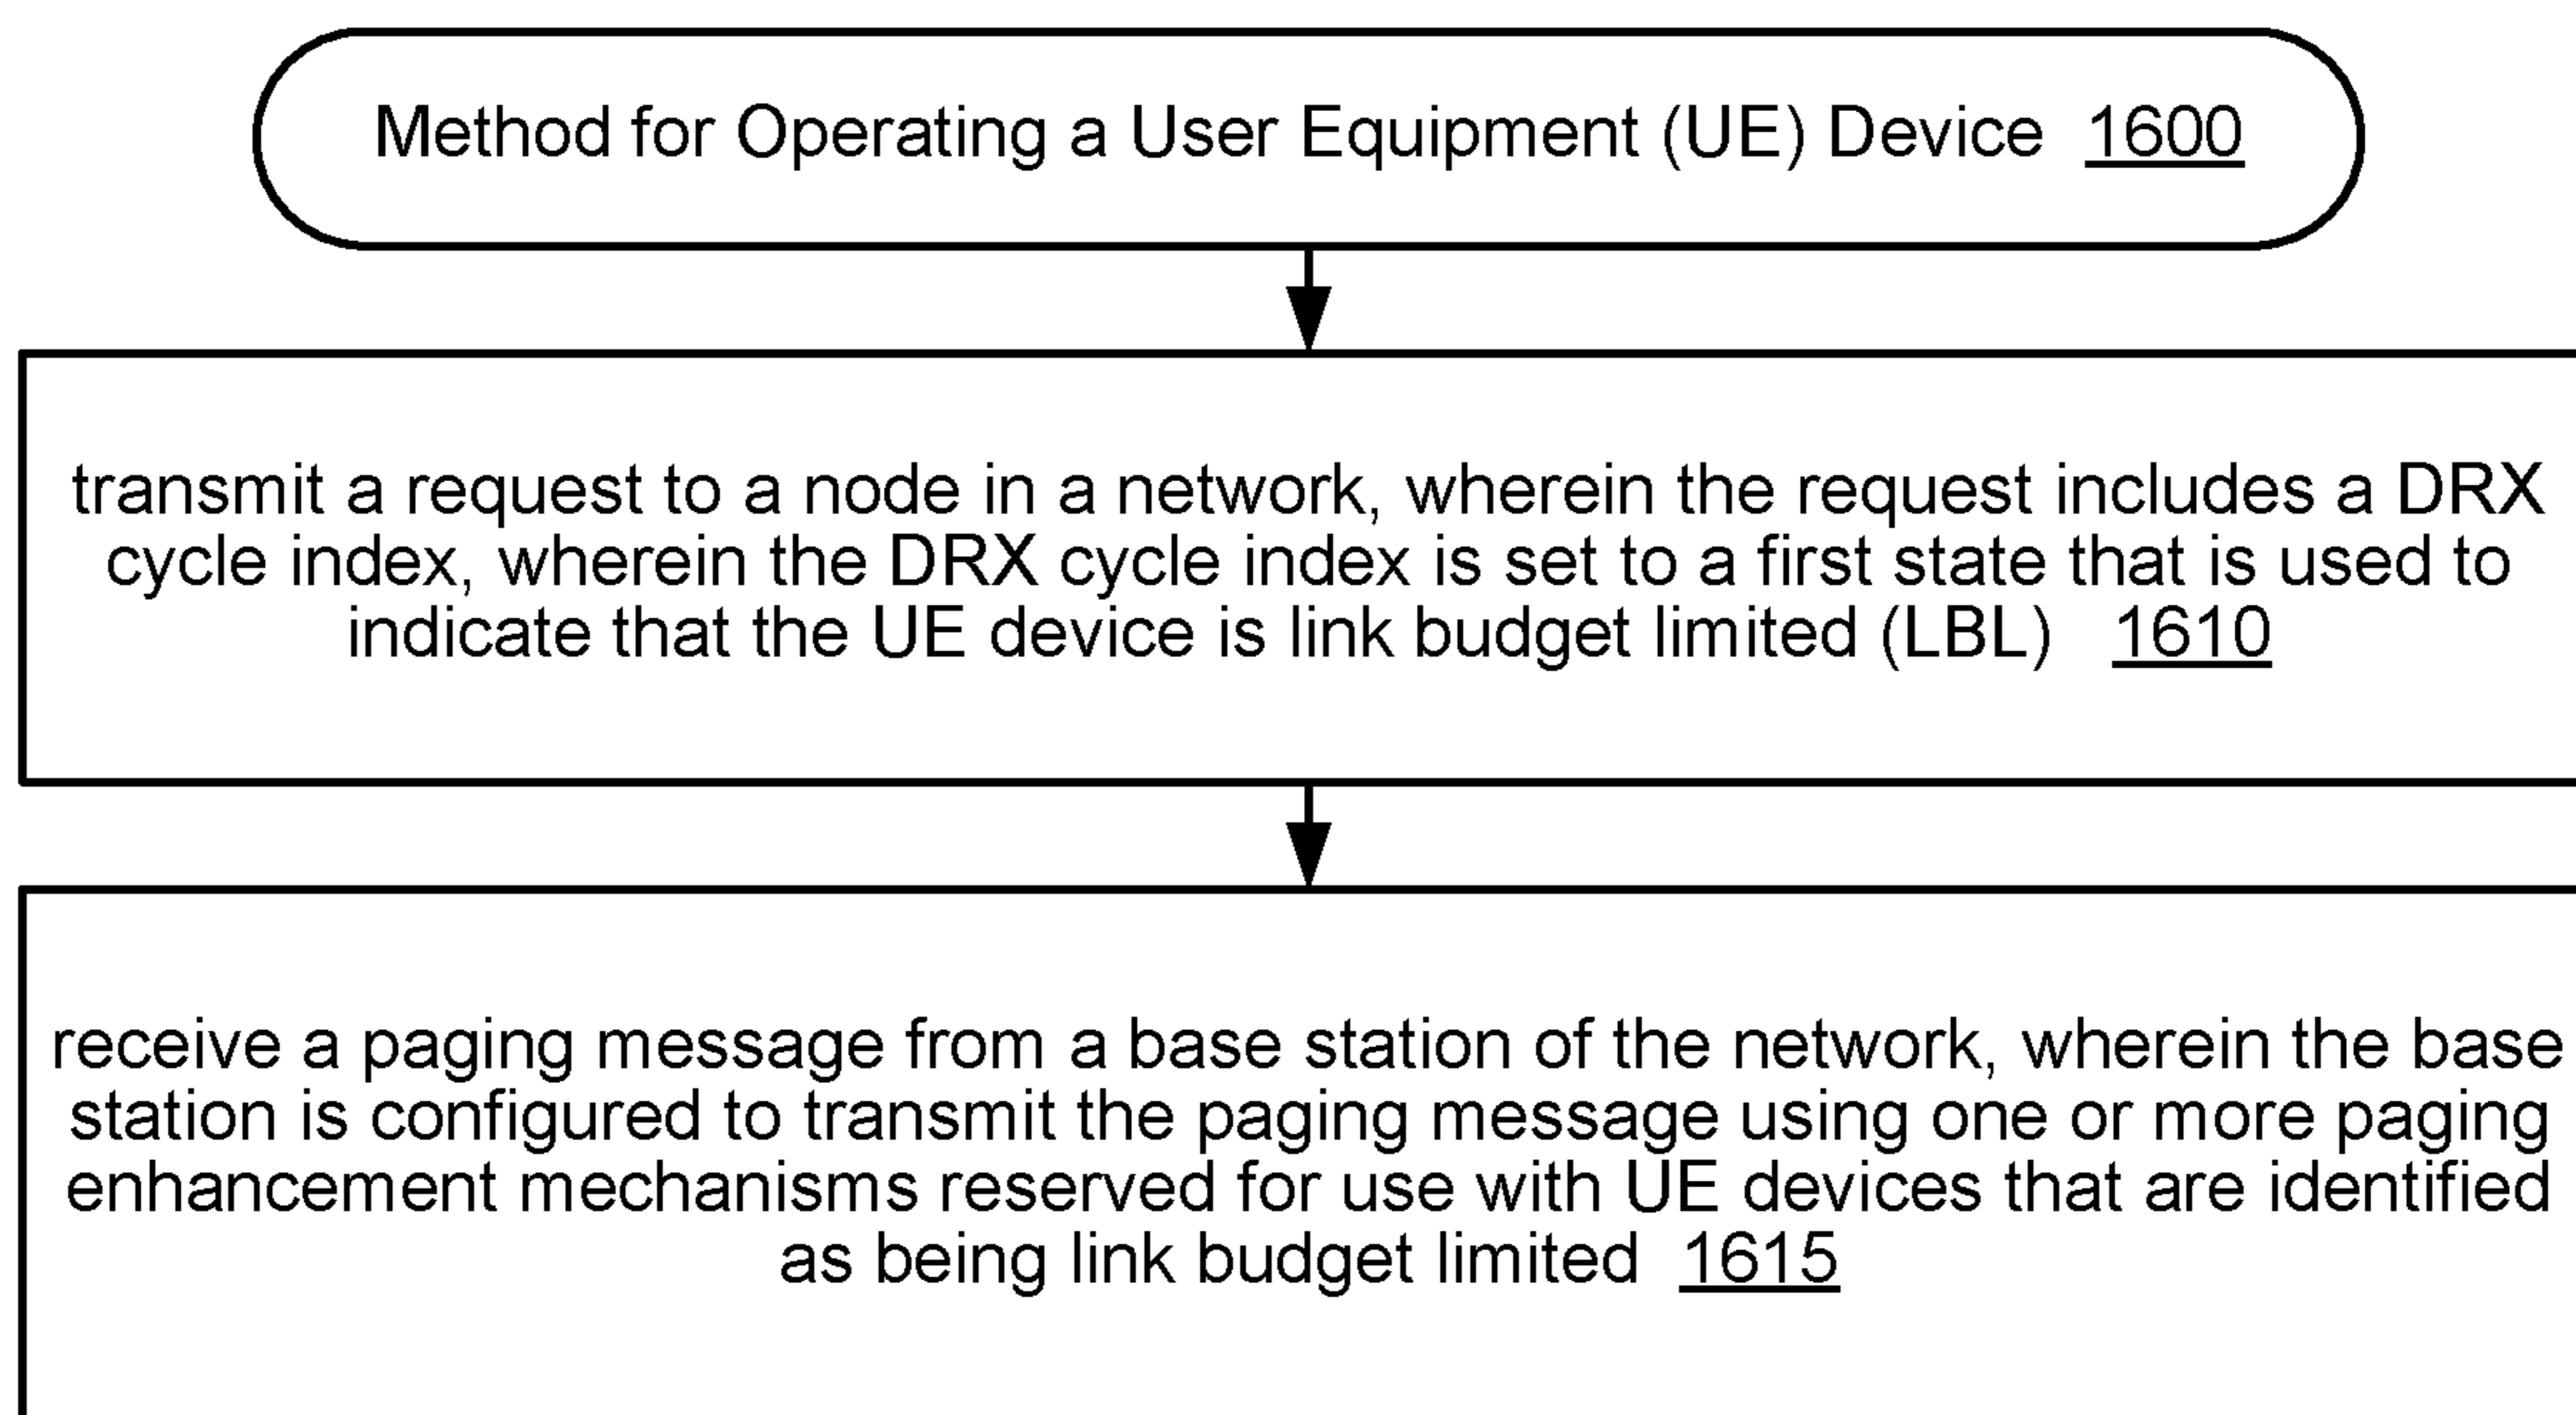 Method for Operating a User Equipment (UE) Device 1600
transmit a request to a node in a network, wherein the request includes a DRX
cycle index, wherein the DRX cycle index is set to a first state that is used to
indicate that the UE device is link budget limited (LBL) 1610
receive a paging message from a base station of the network, wherein the base
station is configured to transmit the paging message using one or more paging
enhancement mechanisms reserved for use with UE devices that are identified
as being link budget limited 1615